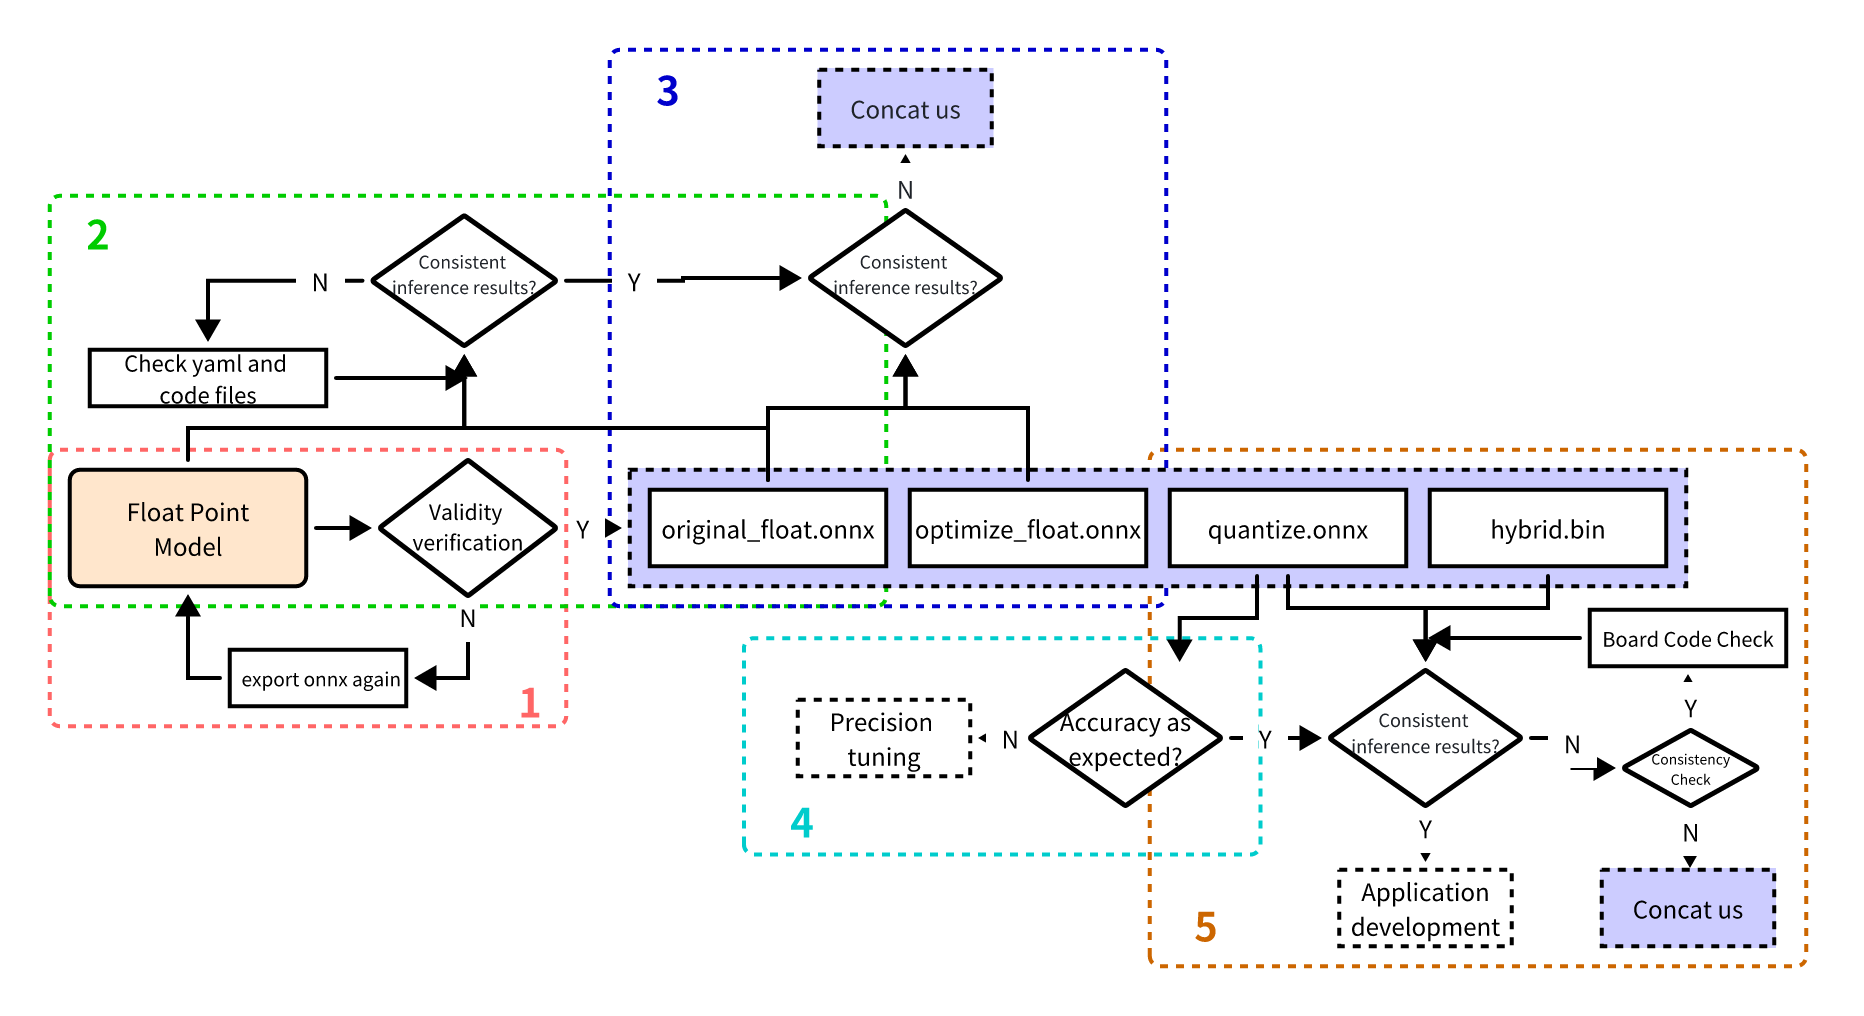 3
Concat us
N
2
Consistent
inference results?
N
Y
Consistent
inference results?
Check yaml and
code files
Float Point
Model
Validity
verification
Y
original_float.onnx
optimize_float.onnx
quantize.onnx
hybrid.bin
N
export onnx again
1
Board Code Check
Precision
tuning
N
Accuracy as
expected?
Y
Consistent
inference results?
N
Y
Consistency
Check
4
Y
N
Application
development
Concat us
5